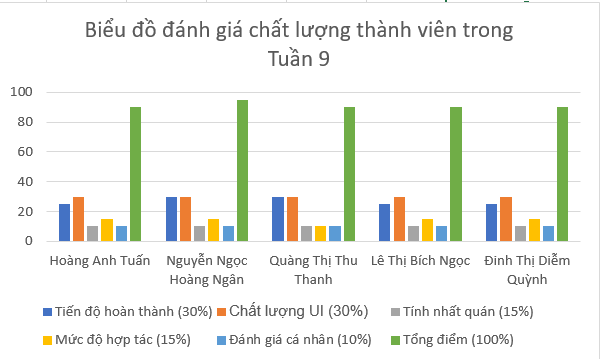 Biểu đồ đánh giá chất lượng thành viên trong
Tuần 9
100
80
60
40
20
0
Hoàng Anh Tuấn
Nguyễn Ngọc
Hoàng Ngân
Quàng Thị Thu
Thanh
Lê Thị Bích Ngọc
Đinh Thị Diễm
Quỳnh
Tiến độ hoàn thành (30%)
Chất lượng UI (30%)
Tính nhất quán (15%)
Mức độ hợp tác (15%)
Đánh giá cá nhân (10%)
Tổng điểm (100%)